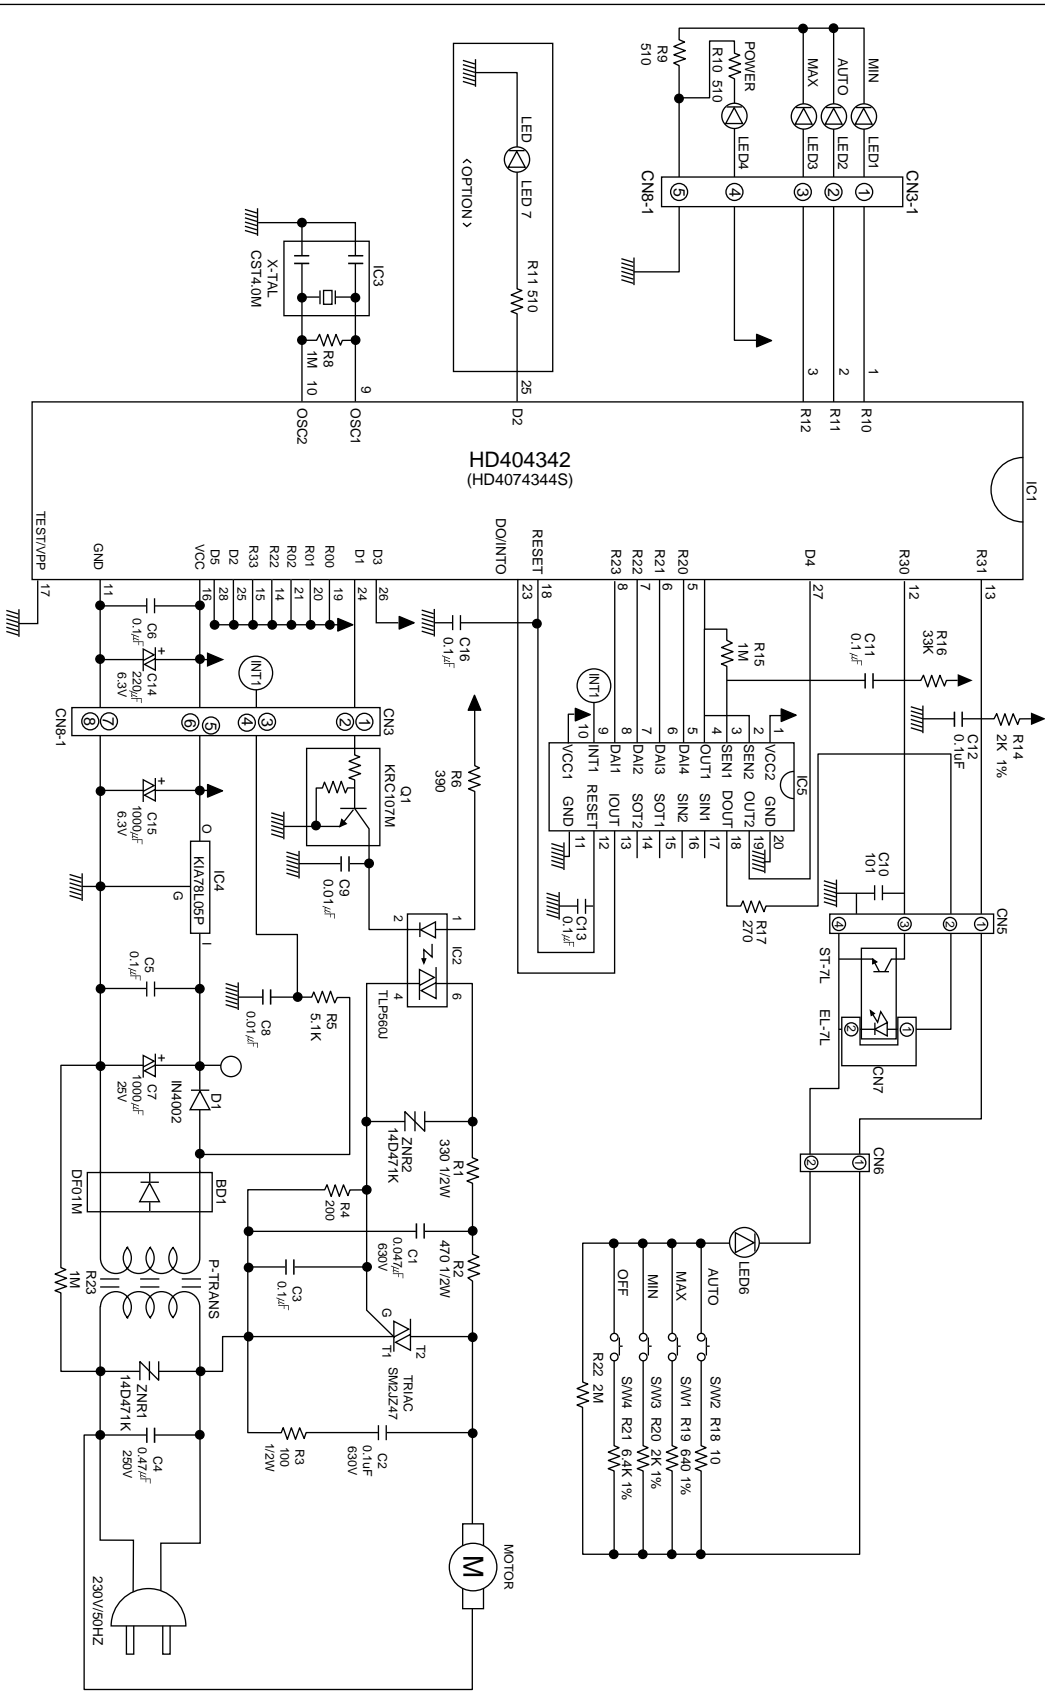 IC1
HD404342
(HD4074344S)
R10
R11
R12
D2
OSC1
OSC2
1
2
3
25
9
10
MIN
AUTO
MAX
POWER
R9
510
R10 510
LED1
LED2
LED3
LED4
CN3-1
CN8-1
1
2
3
4
5
LED
LED 7
<OPTION>
R11 510
IC3
X-TAL
CST4.0M
R8
1M
R31
R30
D4
R20
R21
R22
R23
RESET
DO/INTO
D3
D1
R00
R01
R02
R22
R33
D2
D5
VCC
GND
TEST/VPP
13
12
27
5
6
7
8
18
23
26
24
19
20
21
14
15
25
28
16
11
17
R14
2K 1%
C12
0.1uF
R16
33K
C11
0.1µF
R15
1M
INT1
C16
0.1µF
IC5
1
2
3
4
5
6
7
8
9
10
VCC2 GND
SEN2 OUT2
SEN1 DOUT
OUT1 SIN1
DAI4 SIN2
DAI3 SOT1
DAI2 SOT2
DAI1 IOUT
INT1 RESET
VCC1 GND
20
19
18
17
16
15
14
13
12
11
C10
101
R17
270
C13
0.1µF
CN5
1
2
3
4
ST-7L
EL-7L
CN7
1
2
CN6
1
2
LED6
AUTO
MAX
MIN
OFF
S/W2 R18 10
S/W1 R19 640 1%
S/W3 R20 2K 1%
S/W4 R21 6.4K 1%
R22 2M
INT1
C6
0.1µF
C14
220µF
6.3V
CN3
CN8-1
1
2
3
4
5
6
7
8
R6
390
Q1
KRC107M
C9
0.01µF
IC2
1
2
4
6
TLP560J
C15
1000µF
6.3V
IC4
KIA78L05P
O
G
I
C5
0.1µF
C8
0.01µF
R5
5.1K
C7
1000µF
25V
D1
IN4002
BD1
DF01M
P-TRANS
R23
1M
ZNR1
14D471K
C4
0.47µF
250V
230V/50HZ
ZNR2
14D471K
R1
330 1/2W
R2
470 1/2W
R4
200
C1
0.047µF
630V
C3
0.1µF
G
T1
T2
TRIAC
SM2JZ47
R3
100
1/2W
C2
0.1uF
630V
MOTOR
M